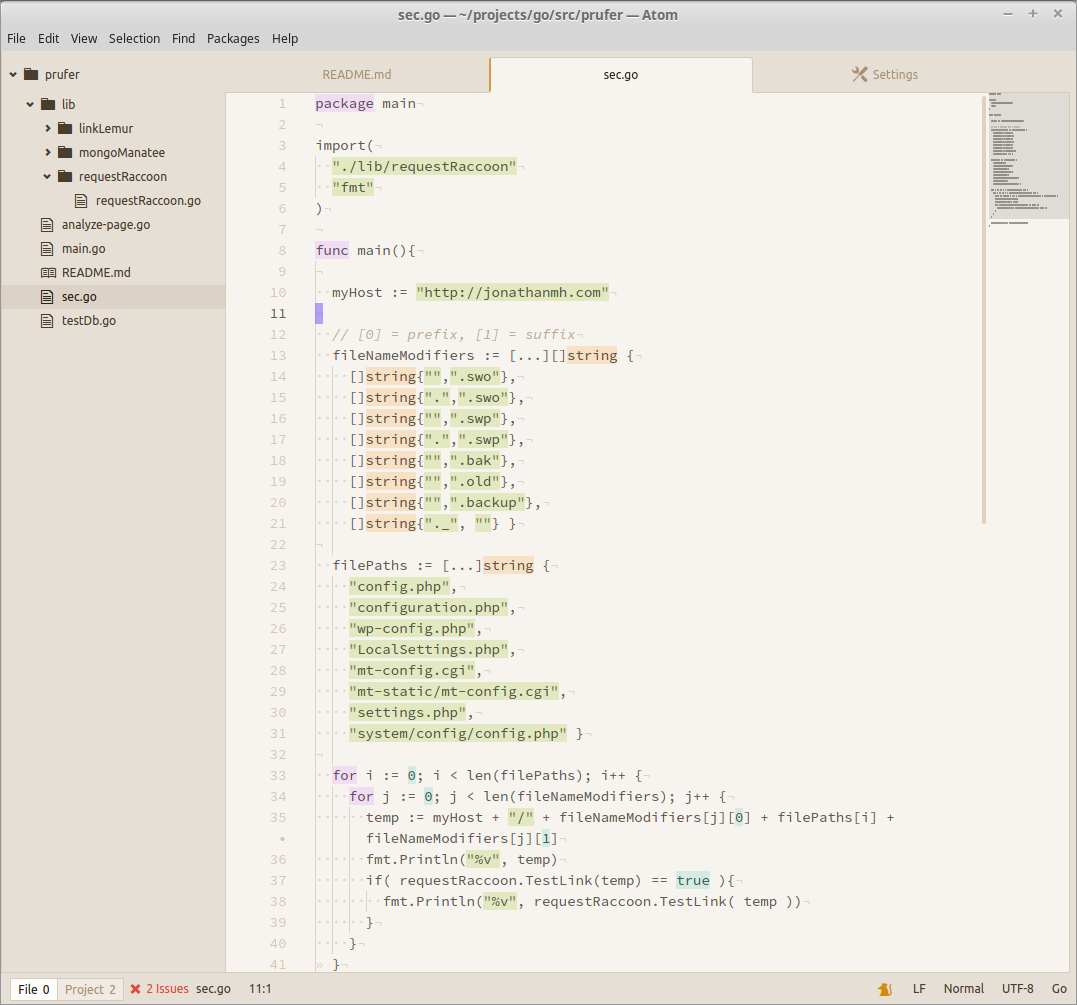 sec.go — ~/projects/go/src/prufer — Atom
File Edit View Selection Find Packages Help
prufer
lib
linkLemur
mongoManatee
requestRaccoon
requestRaccoon.go
analyze-page.go
main.go
README.md
sec.go
testDb.go
README.md sec.go Settings
1 package main
2
3 import(
4 "./lib/requestRaccoon"
5 "fmt"
6 )
7
8 func main(){
9
10 myHost := "http://jonathanmh.com"
11
12 // [0] = prefix, [1] = suffix
13 fileNameModifiers := [...][]string {
14 []string{"",".swo"},
15 []string{".",".swo"},
16 []string{"",".swp"},
17 []string{".",".swp"},
18 []string{"",".bak"},
19 []string{"",".old"},
20 []string{"",".backup"},
21 []string{"._", ""} }
22
23 filePaths := [...]string {
24 "config.php",
25 "configuration.php",
26 "wp-config.php",
27 "LocalSettings.php",
28 "mt-config.cgi",
29 "mt-static/mt-config.cgi",
30 "settings.php",
31 "system/config/config.php" }
32
33 for i := 0; i < len(filePaths); i++ {
34 for j := 0; j < len(fileNameModifiers); j++ {
35 temp := myHost + "/" + fileNameModifiers[j][0] + filePaths[i] +
• fileNameModifiers[j][1]
36 fmt.Println("%v", temp)
37 if( requestRaccoon.TestLink(temp) == true ){
38 fmt.Println("%v", requestRaccoon.TestLink( temp ))
39 }
40 }
41 }
File 0 Project 2 2 Issues sec.go 11:1 LF Normal UTF-8 Go